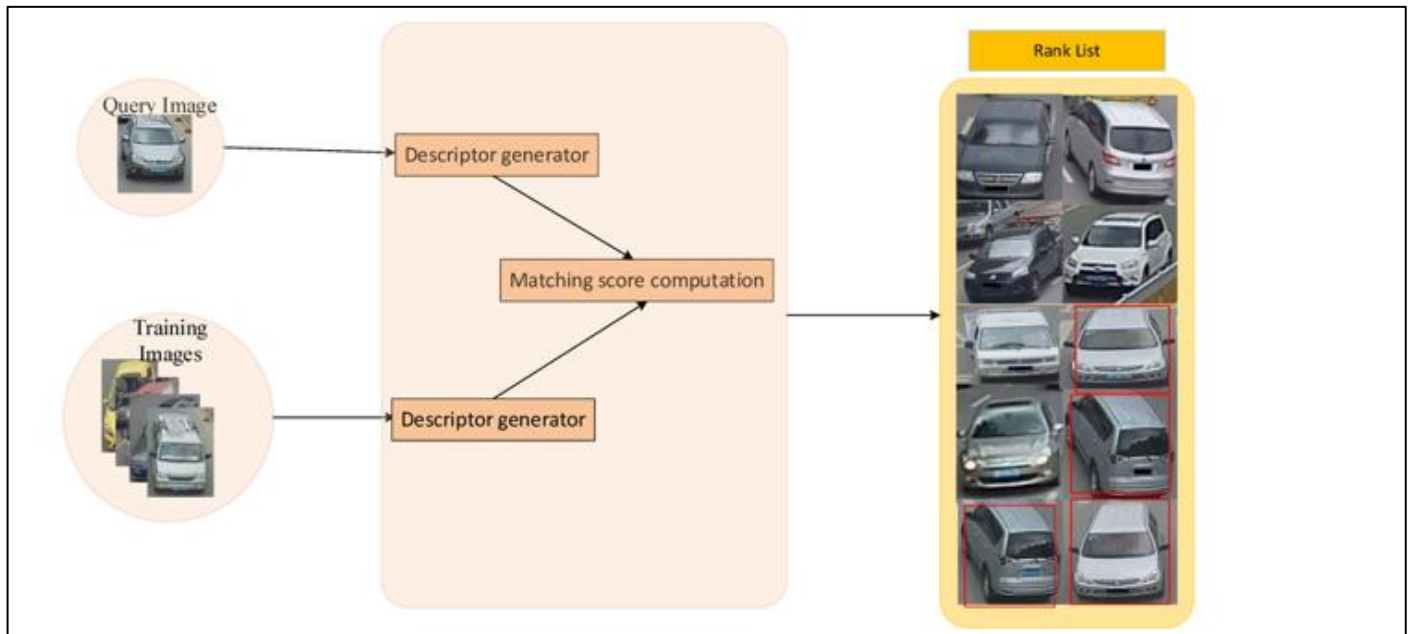 Rank List
Query Image
Descriptor generator
Matching score computation
Training
Images
Descriptor generator